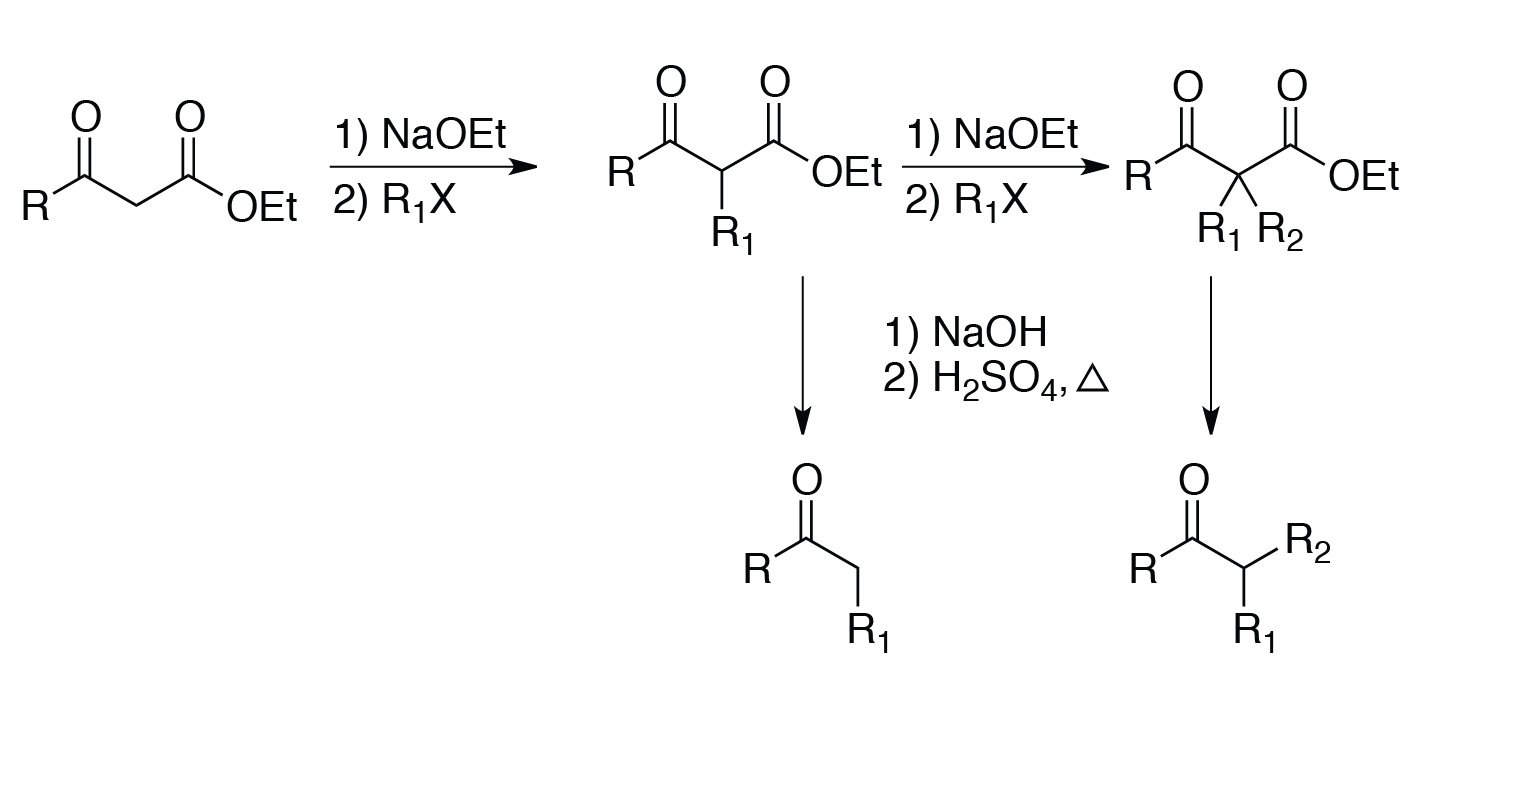 O O R OEt
1) NaOEt
2) R₁X
O O R OEt
R₁
1) NaOEt
2) R₁X
O O R OEt
R₁ R₂
1) NaOH
2) H₂SO₄, △
O
R
R₁
O
R R₂
R₁